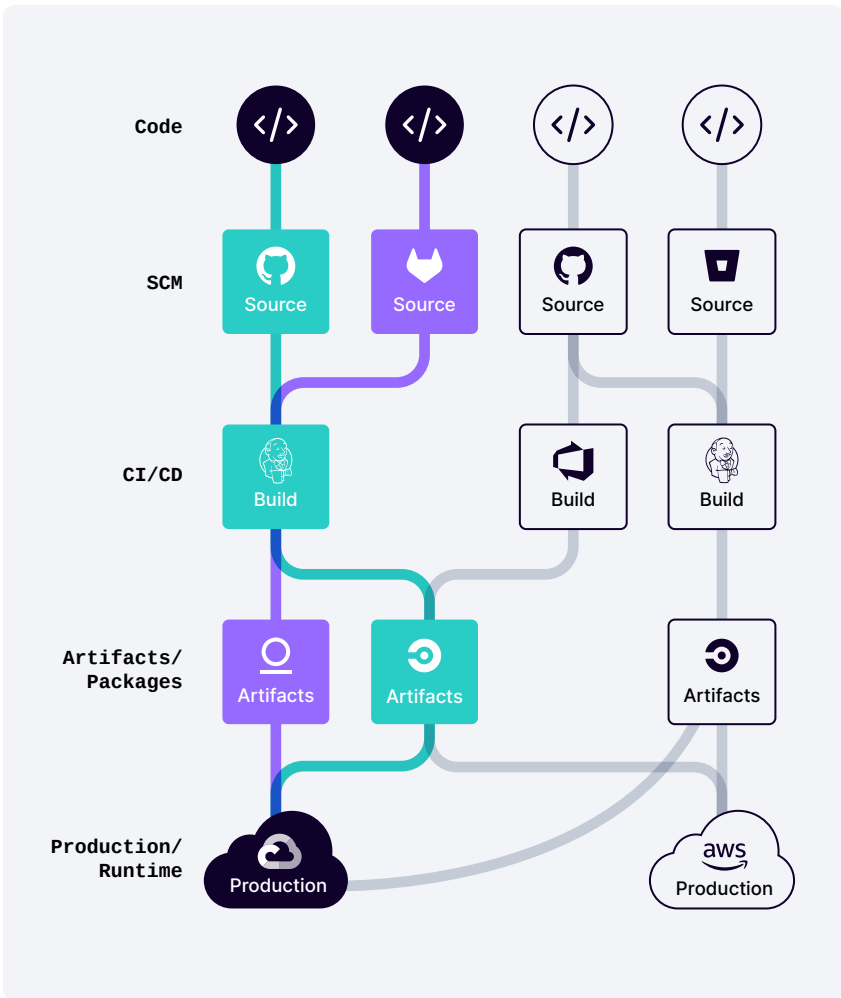 Code
</>
</>
</>
</>
SCM
Source
Source
Source
Source
CI/CD
Build
Build
Build
Artifacts/
Packages
Artifacts
Artifacts
Artifacts
Production/
Runtime
Production
aws
Production